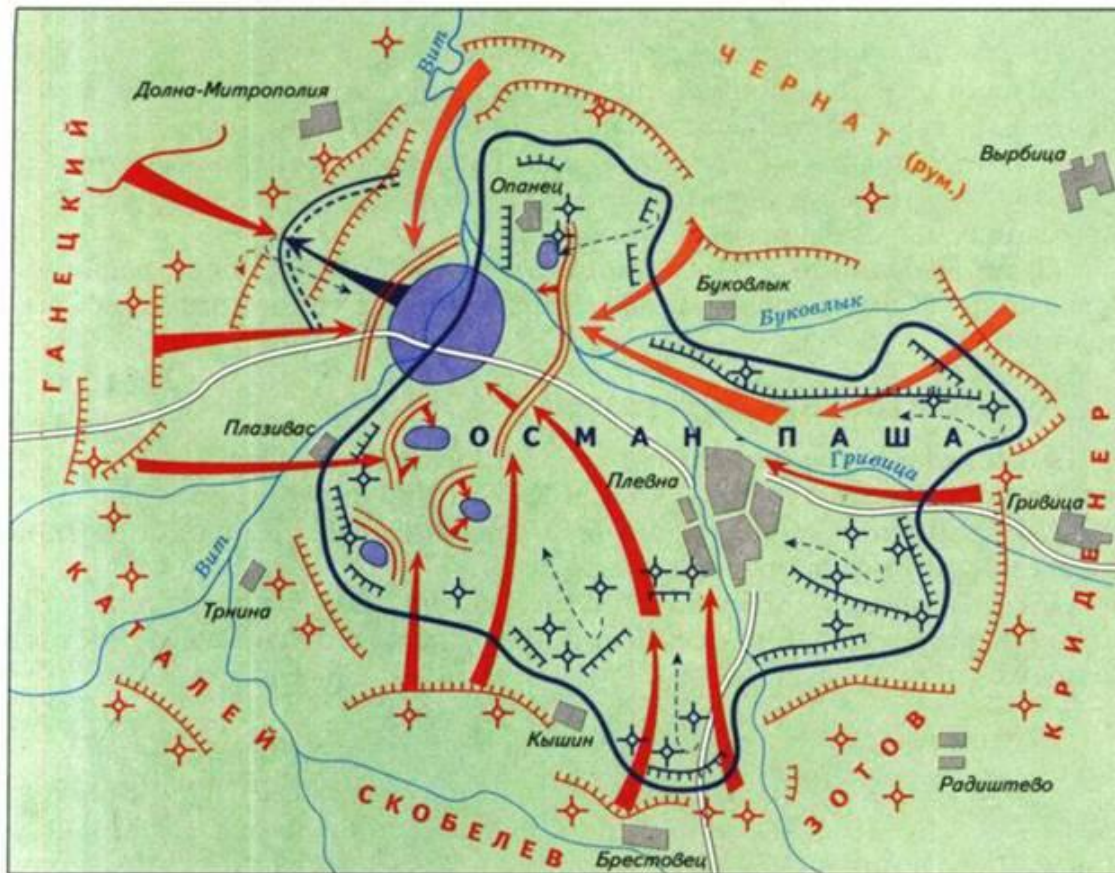 Вит
ЧЕРНАТ (рум.)
Долна-Митрополия
Вырбица
Опанец
ГАНЕЦКИЙ
Буковлык
Буковлык
Плазивас
ОСМАН-ПАША
Гривица
Плевна
Гривица
КРИДЕНЕР
Вит
КАТАЛЕЙ
Трнина
Кышин
ЗОТОВ
Радиштево
СКОБЕЛЕВ
Брестовец